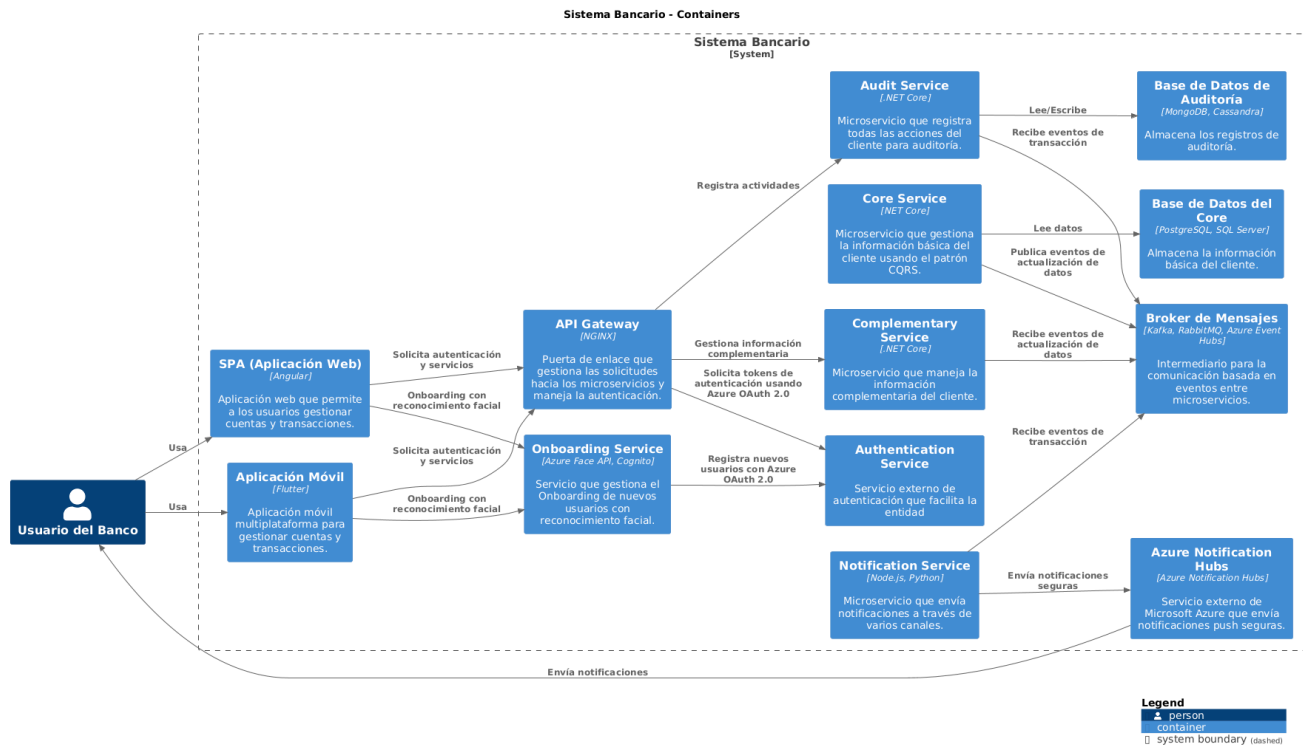 Sistema Bancario - Containers
Sistema Bancario
[System]
Audit Service
[.NET Core]
Microservicio que registra
todas las acciones del
cliente para auditoría.
Lee/Escribe
Recibe eventos de
transacción
Base de Datos de
Auditoría
[MongoDB, Cassandra]
Almacena los registros de
auditoría.
Registra actividades
Core Service
[NET Core]
Microservicio que gestiona
la información básica del
cliente usando el patrón
CQRS.
Lee datos
Publica eventos de
actualización de
datos
Base de Datos del
Core
[PostgreSQL, SQL Server]
Almacena la información
básica del cliente.
API Gateway
[NGINX]
Puerta de enlace que
gestiona las solicitudes
hacia los microservicios y
maneja la autenticación.
Gestiona información
complementaria
Solicita tokens de
autenticación usando
Azure OAuth 2.0
Complementary
Service
[.NET Core]
Microservicio que maneja la
información
complementaria del cliente.
Recibe eventos de
actualización de
datos
Broker de Mensajes
[Kafka, RabbitMQ, Azure Event
Hubs]
Intermediario para la
comunicación basada en
eventos entre
microservicios.
SPA (Aplicación Web)
[Angular]
Aplicación web que permite
a los usuarios gestionar
cuentas y transacciones.
Solicita autenticación
y servicios
Onboarding con
reconocimiento facial
Usa
Aplicación Móvil
[Flutter]
Aplicación móvil
multiplataforma para
gestionar cuentas y
transacciones.
Solicita autenticación
y servicios
Onboarding con
reconocimiento facial
Onboarding Service
[Azure Face API, Cognito]
Servicio que gestiona el
Onboarding de nuevos
usuarios con
reconocimiento facial.
Registra nuevos
usuarios con Azure
OAuth 2.0
Authentication
Service
Servicio externo de
autenticación que facilita la
entidad
Recibe eventos de
transacción
Usuario del Banco
Usa
Notification Service
[Node.js, Python]
Microservicio que envía
notificaciones a través de
varios canales.
Envía notificaciones
seguras
Azure Notification
Hubs
[Azure Notification Hubs]
Servicio externo de
Microsoft Azure que envía
notificaciones push seguras.
Envía notificaciones
Legend
person
container
system boundary (dashed)